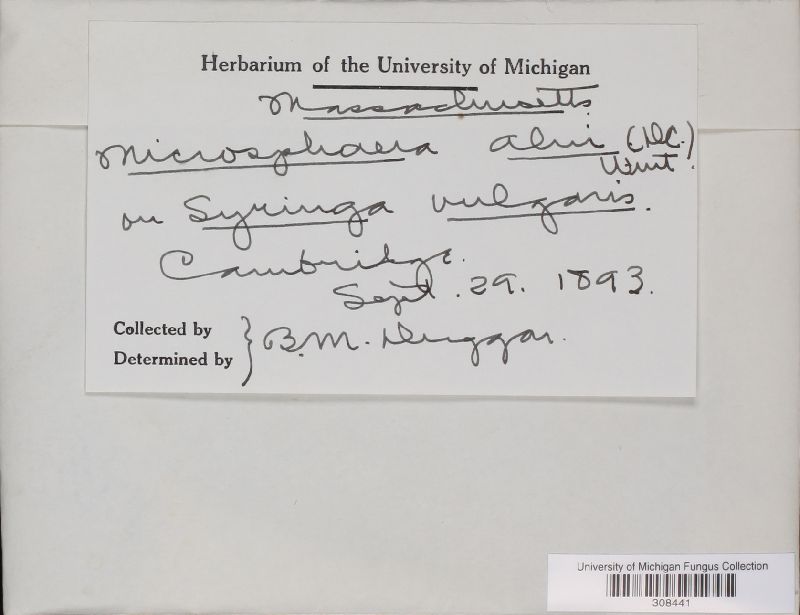 Herbarium of the University of Michigan
Massachusetts
Microsphaera alni (DC.)
Wint.
on Syringa vulgaris.
Cambridge.
Sept. 29. 1893.
Collected by
Determined by } B.M. Duggar.
University of Michigan Fungus Collection
308441